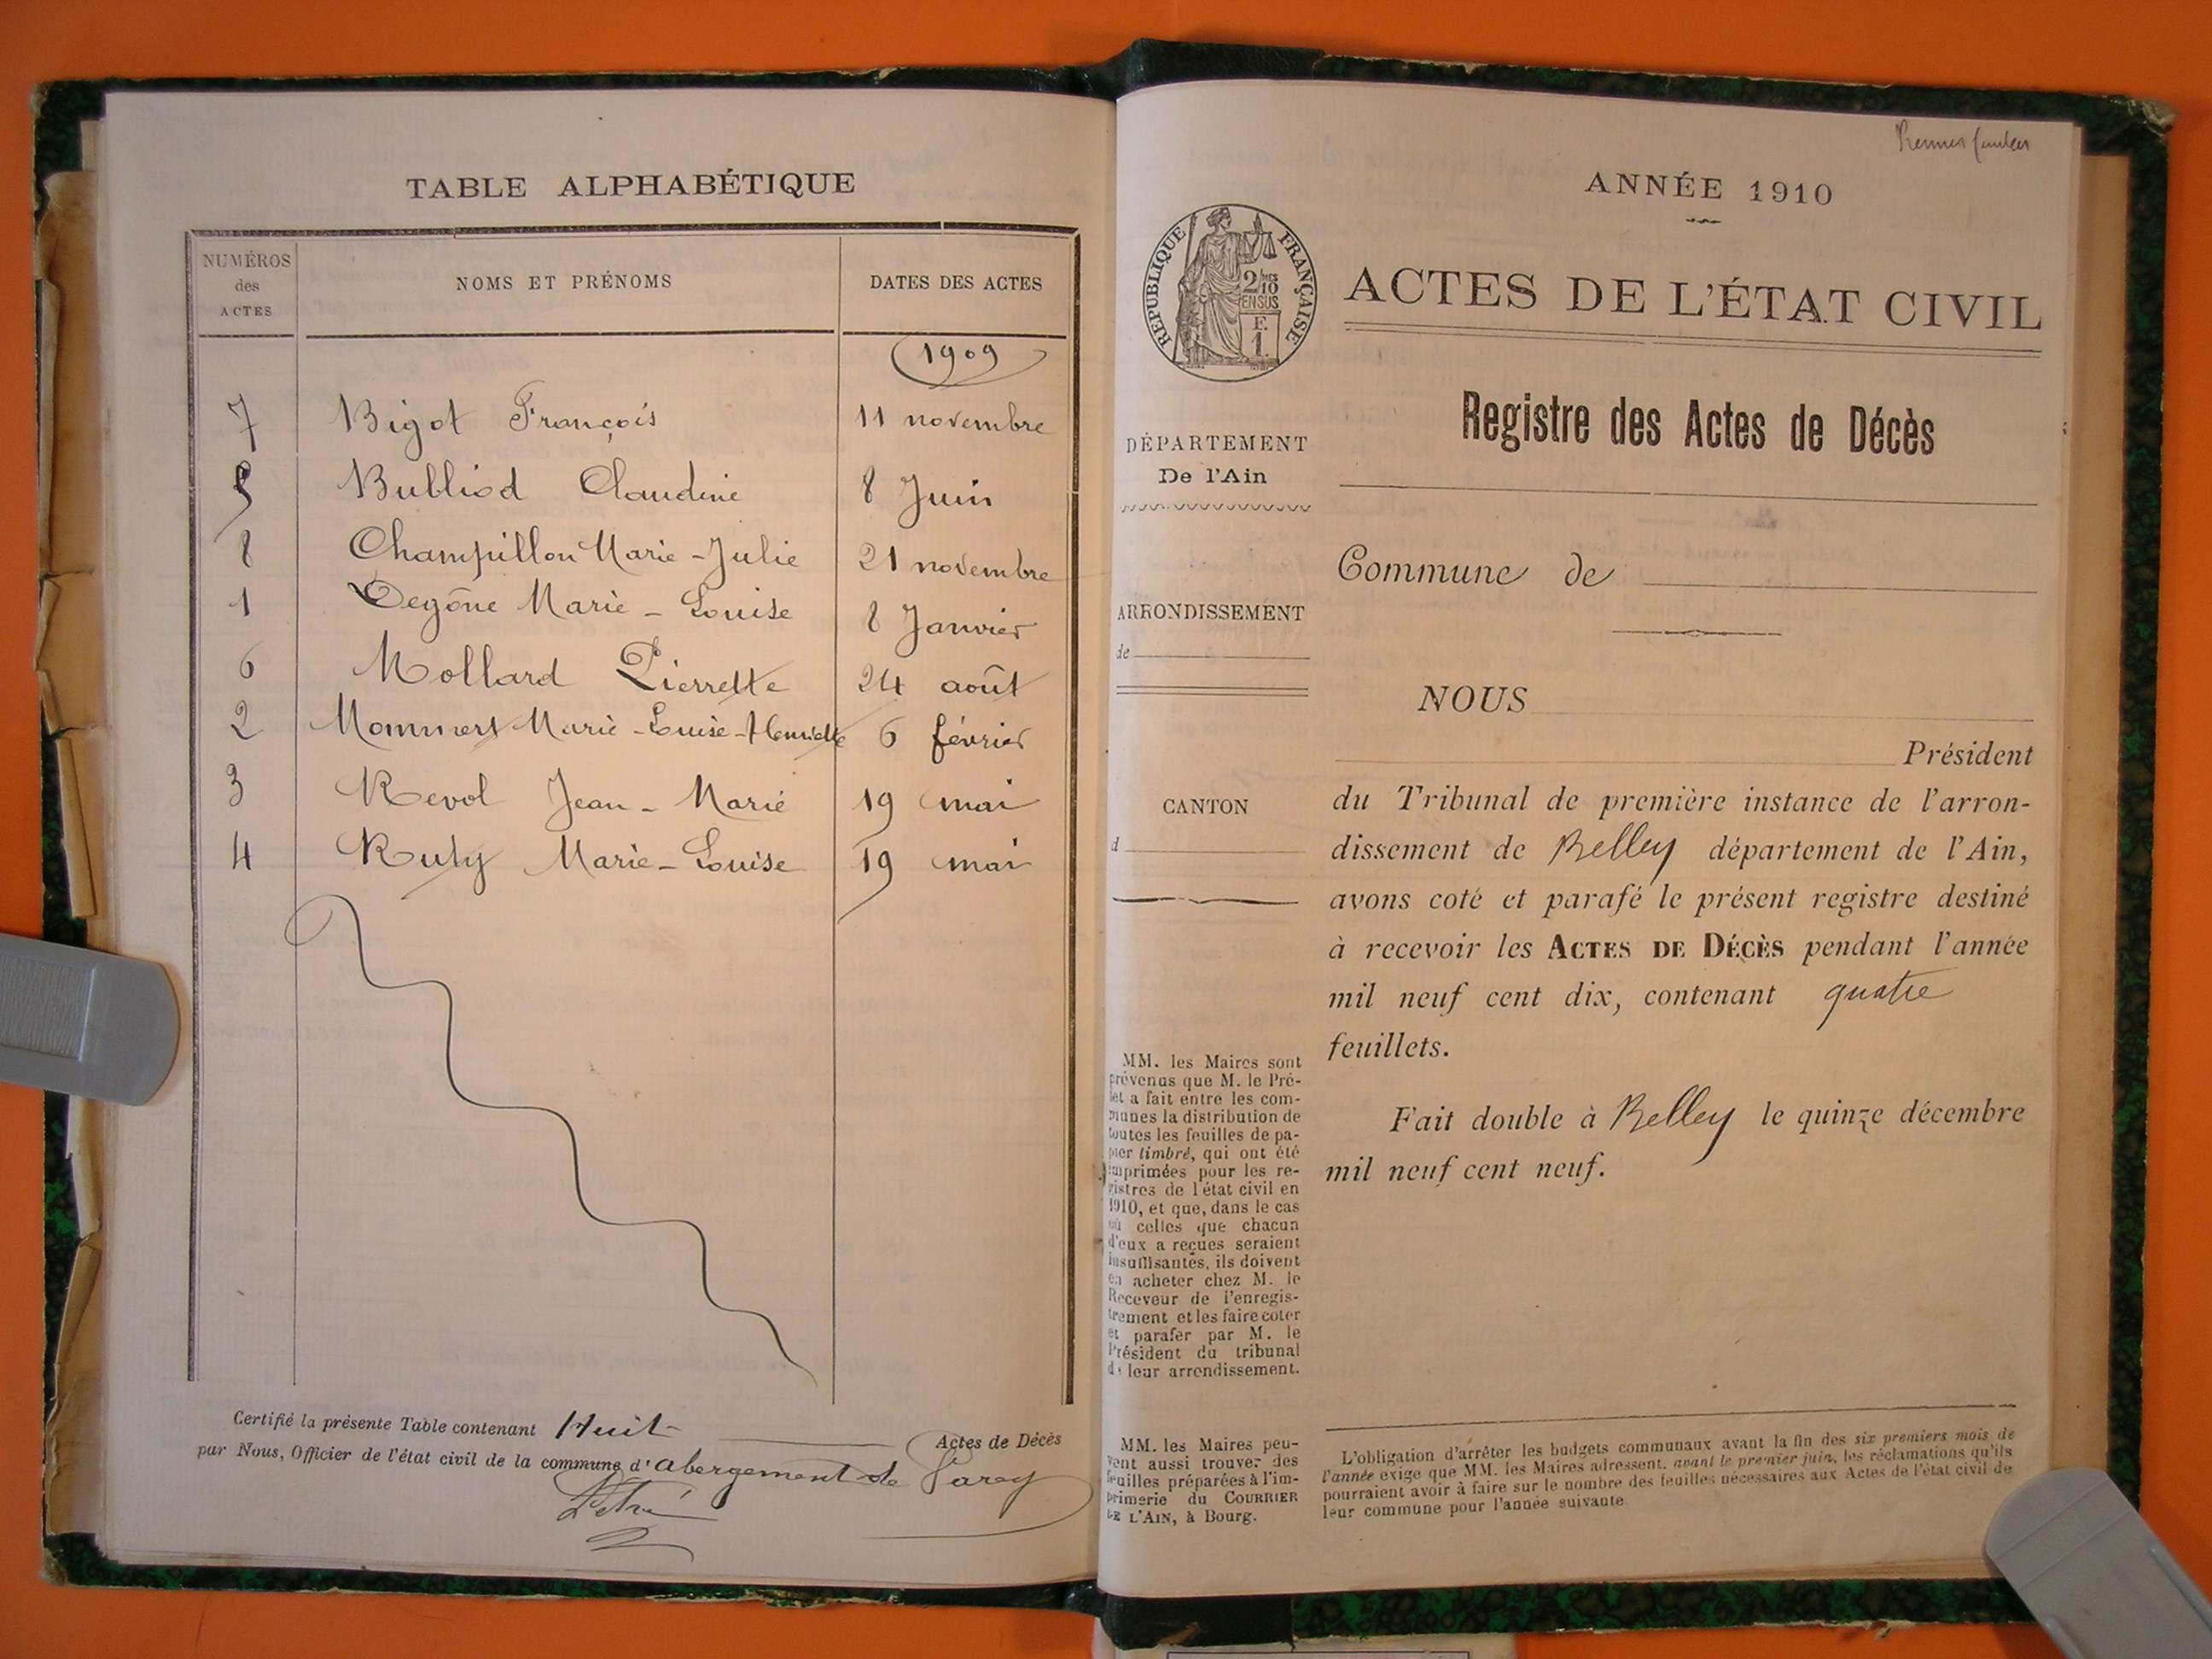 TABLE ALPHABÉTIQUE
NUMÉROS des ACTES
NOMS ET PRÉNOMS
DATES DES ACTES
1909
7 Bigot François 11 novembre
5 Bulliod Claudine 8 Juin
8 Champillon Marie-Julie 21 novembre
1 Degône Marie-Louise 8 Janvier
6 Mollard Pierrette 24 août
2 Mommert Marie-Louise-Henriette 6 février
3 Revol Jean-Marie 19 mai
4 Ruty Marie-Louise 19 mai
Certifié la présente Table contenant Huit Actes de Décès
par Nous, Officier de l'état civil de la commune d'abergement de Varey
ANNÉE 1910
RÉPUBLIQUE FRANÇAISE
2/10 EN SUS
F. 1.
ACTES DE L'ÉTAT CIVIL
Registre des Actes de Décès
DÉPARTEMENT
De l'Ain
Commune de
ARRONDISSEMENT
de
NOUS
Président
CANTON
d
du Tribunal de première instance de l'arron-
dissement de Belley département de l'Ain,
avons coté et parafé le présent registre destiné
à recevoir les ACTES DE DÉCÈS pendant l'année
mil neuf cent dix, contenant quatre
feuillets.
Fait double à Belley le quinze décembre
mil neuf cent neuf.
MM. les Maires sont
prévenus que M. le Pré-
fet a fait entre les com-
munes la distribution de
toutes les feuilles de pa-
pier timbré, qui ont été
imprimées pour les re-
gistres de l'état civil en
1910, et que, dans le cas
où celles que chacun
d'eux a reçues seraient
insuffisantes, ils doivent
en acheter chez M. le
Receveur de l'enregis-
trement et les faire coter
et parafer par M. le
Président du tribunal
de leur arrondissement.
MM. les Maires peu-
vent aussi trouver des
feuilles préparées à l'im-
primerie du COURRIER
DE L'AIN, à Bourg.
L'obligation d'arrêter les budgets communaux avant la fin des six premiers mois de
l'année exige que MM. les Maires adressent, avant le premier juin, les réclamations qu'ils
pourraient avoir à faire sur le nombre des feuilles nécessaires aux Actes de l'état civil de
leur commune pour l'année suivante.